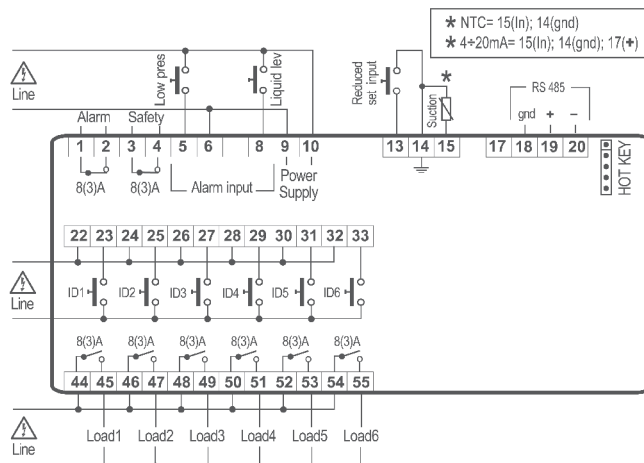 * NTC= 15(In); 14(gnd)
* 4÷20mA= 15(In); 14(gnd); 17(+)
Line
Low pres
Liquid lev
Reduced
set input
*
Suction
RS 485
gnd + –
Alarm Safety
1 2 3 4 5 6 8 9 10 13 14 15 17 18 19 20
8(3)A 8(3)A Alarm input Power
Supply
HOT KEY
22 23 24 25 26 27 28 29 30 31 32 33
Line
ID1 ID2 ID3 ID4 ID5 ID6
8(3)A 8(3)A 8(3)A 8(3)A 8(3)A 8(3)A
44 45 46 47 48 49 50 51 52 53 54 55
Line
Load1 Load2 Load3 Load4 Load5 Load6